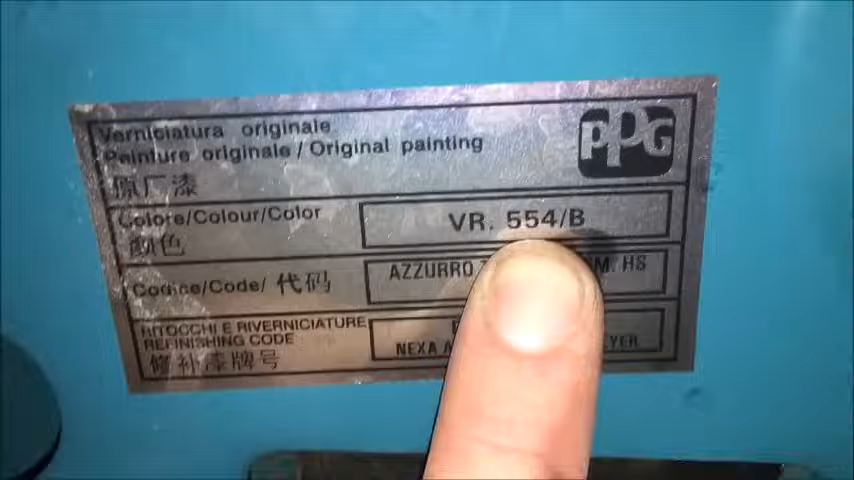 Verniciatura originale
Peinture originale/Original painting
原厂漆
PPG
Colore/Colour/Color
颜色
VR. 554/B
Codice/Code/ 代码
AZZURRO M. HS
RITOCCHI E RIVERNICIATURE
REFINISHING CODE
修补漆牌号
NEXA